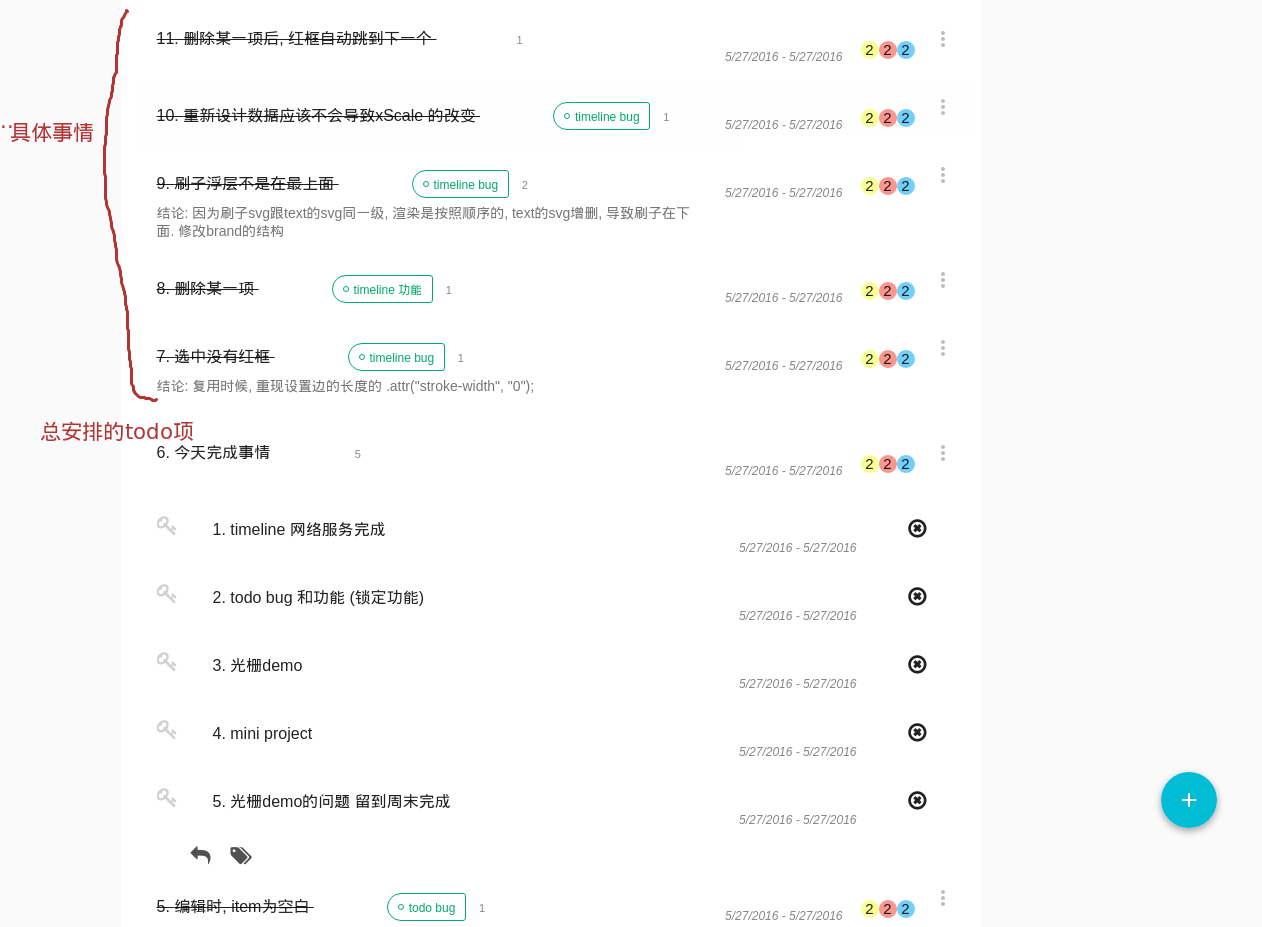 11. 删除某一项后, 红框自动跳到下一个
1
5/27/2016 - 5/27/2016
2 2 2
具体事情
10. 重新设计数据应该不会导致xScale 的改变
timeline bug
1
5/27/2016 - 5/27/2016
2 2 2
9. 刷子浮层不是在最上面
timeline bug
2
5/27/2016 - 5/27/2016
2 2 2
结论: 因为刷子svg跟text的svg同一级, 渲染是按照顺序的, text的svg增删, 导致刷子在下
面. 修改brand的结构
8. 删除某一项
timeline 功能
1
5/27/2016 - 5/27/2016
2 2 2
7. 选中没有红框
timeline bug
1
5/27/2016 - 5/27/2016
2 2 2
结论: 复用时候, 重现设置边的长度的 .attr("stroke-width", "0");
总安排的todo项
6. 今天完成事情
5
5/27/2016 - 5/27/2016
2 2 2
1. timeline 网络服务完成
5/27/2016 - 5/27/2016
2. todo bug 和功能 (锁定功能)
5/27/2016 - 5/27/2016
3. 光栅demo
5/27/2016 - 5/27/2016
4. mini project
5/27/2016 - 5/27/2016
5. 光栅demo的问题 留到周末完成
5/27/2016 - 5/27/2016
5. 编辑时, item为空白
todo bug
1
5/27/2016 - 5/27/2016
2 2 2